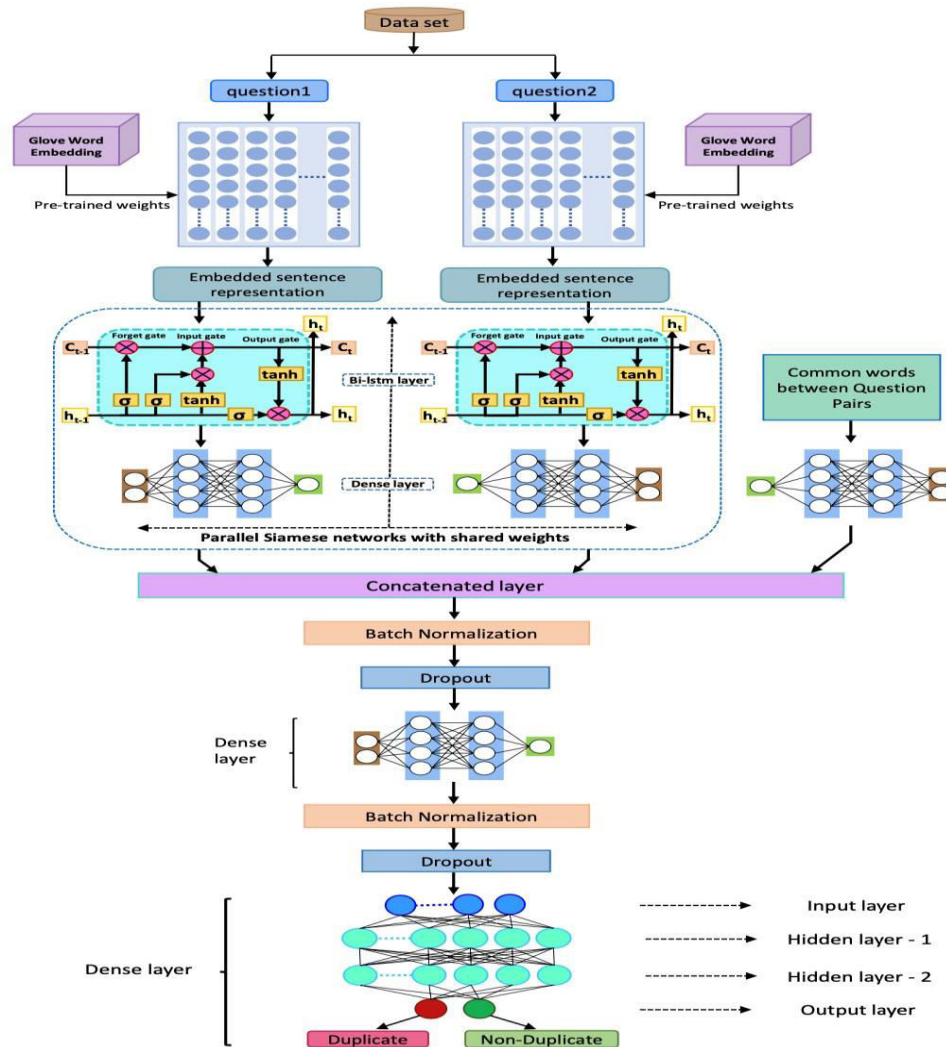 Data set
question1
question2
Glove Word
Embedding
Glove Word
Embedding
Pre-trained weights
Pre-trained weights
Embedded sentence
representation
Embedded sentence
representation
h_t
h_t
Forget gate
Input gate
Output gate
Forget gate
Input gate
Output gate
C_t-1
C_t
C_t-1
C_t
tanh
Bi-lstm layer
tanh
σ
σ
tanh
σ
σ
σ
tanh
σ
h_t-1
h_t
h_t-1
h_t
Common words
between Question
Pairs
Dense layer
Parallel Siamese networks with shared weights
Concatenated layer
Batch Normalization
Dropout
Dense
layer
Batch Normalization
Dropout
Dense layer
Input layer
Hidden layer - 1
Hidden layer - 2
Output layer
Duplicate
Non-Duplicate